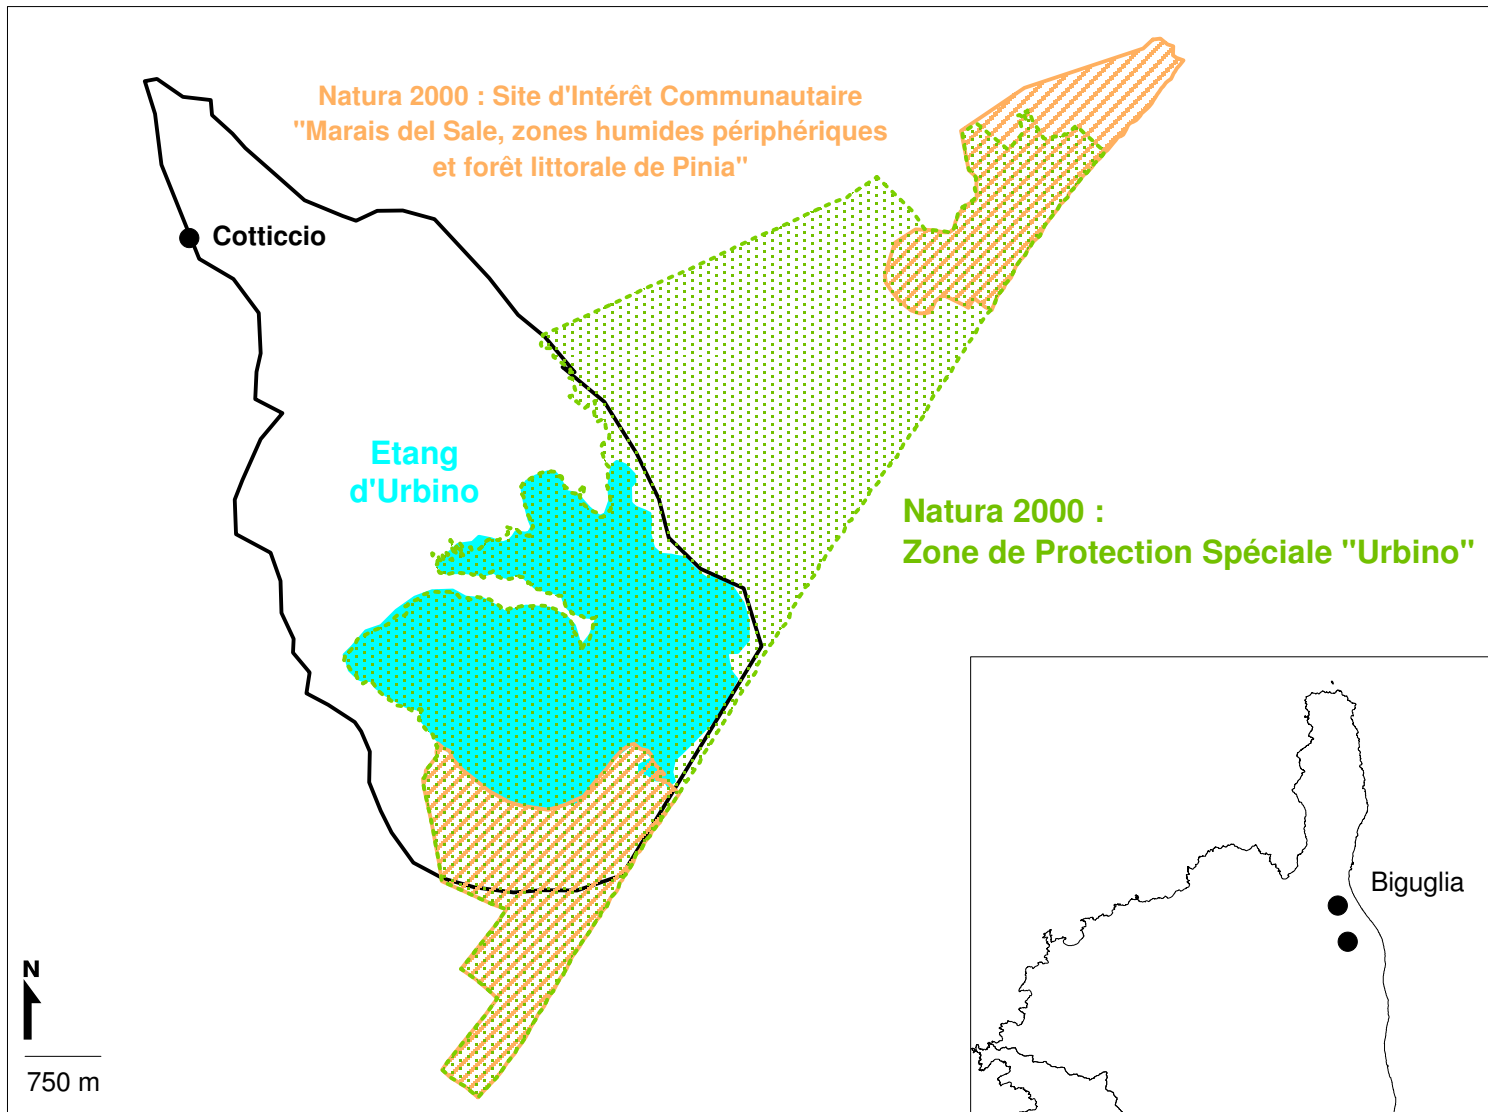 Natura 2000 : Site d'Intérêt Communautaire
"Marais del Sale, zones humides périphériques
et forêt littorale de Pinia"
Cotticcio
Etang
d'Urbino
Natura 2000 :
Zone de Protection Spéciale "Urbino"
Biguglia
N
750 m